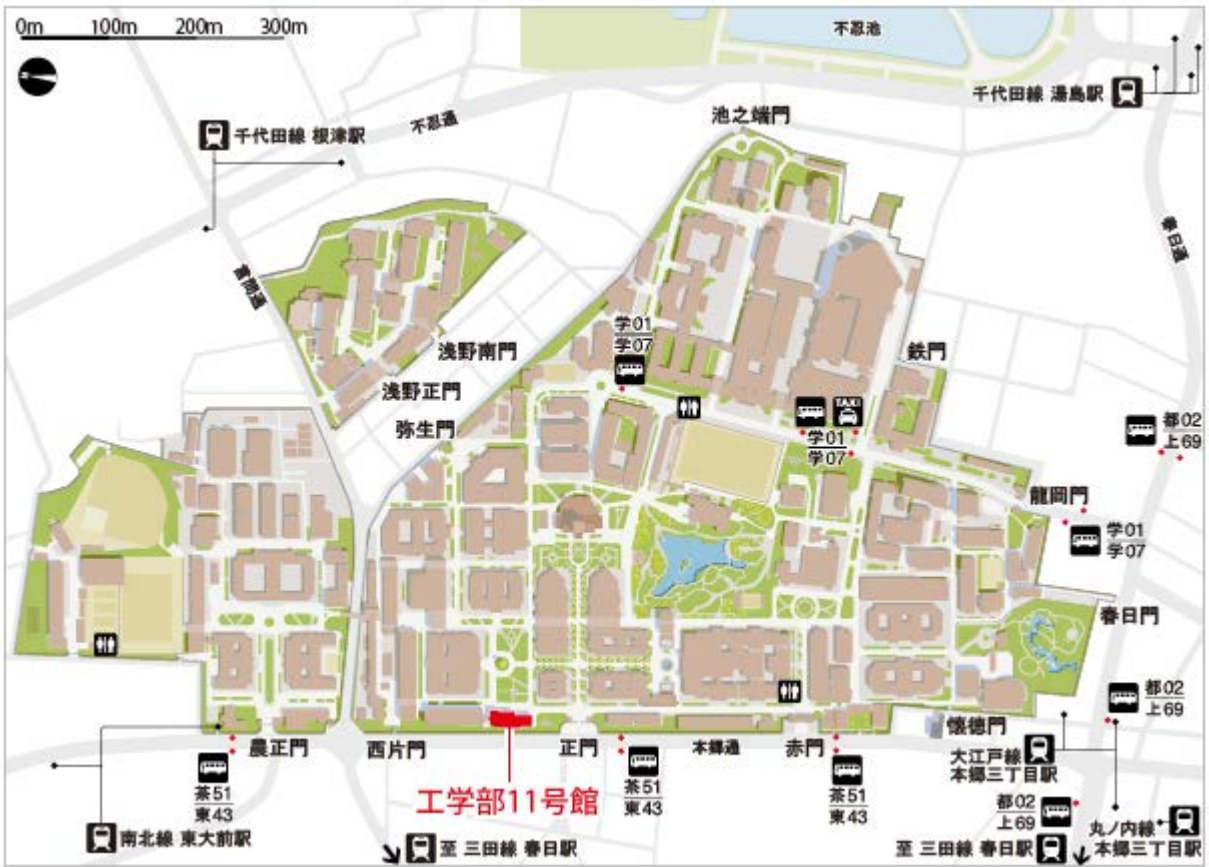 0m 100m 200m 300m
不忍池
千代田線 湯島駅
池之端門
不忍通
千代田線 根津駅
春日通
言問通
学01
学07
浅野南門
鉄門
浅野正門
TAXI
弥生門
学01
学07
都02
上69
龍岡門
学01
学07
春日門
都02
上69
懐徳門
農正門
西片門
正門
本郷通
赤門
大江戸線
本郷三丁目駅
茶51
東43
工学部11号館
茶51
東43
茶51
東43
都02
上69
南北線 東大前駅
至 三田線 春日駅
至 三田線 春日駅
丸ノ内線
本郷三丁目駅